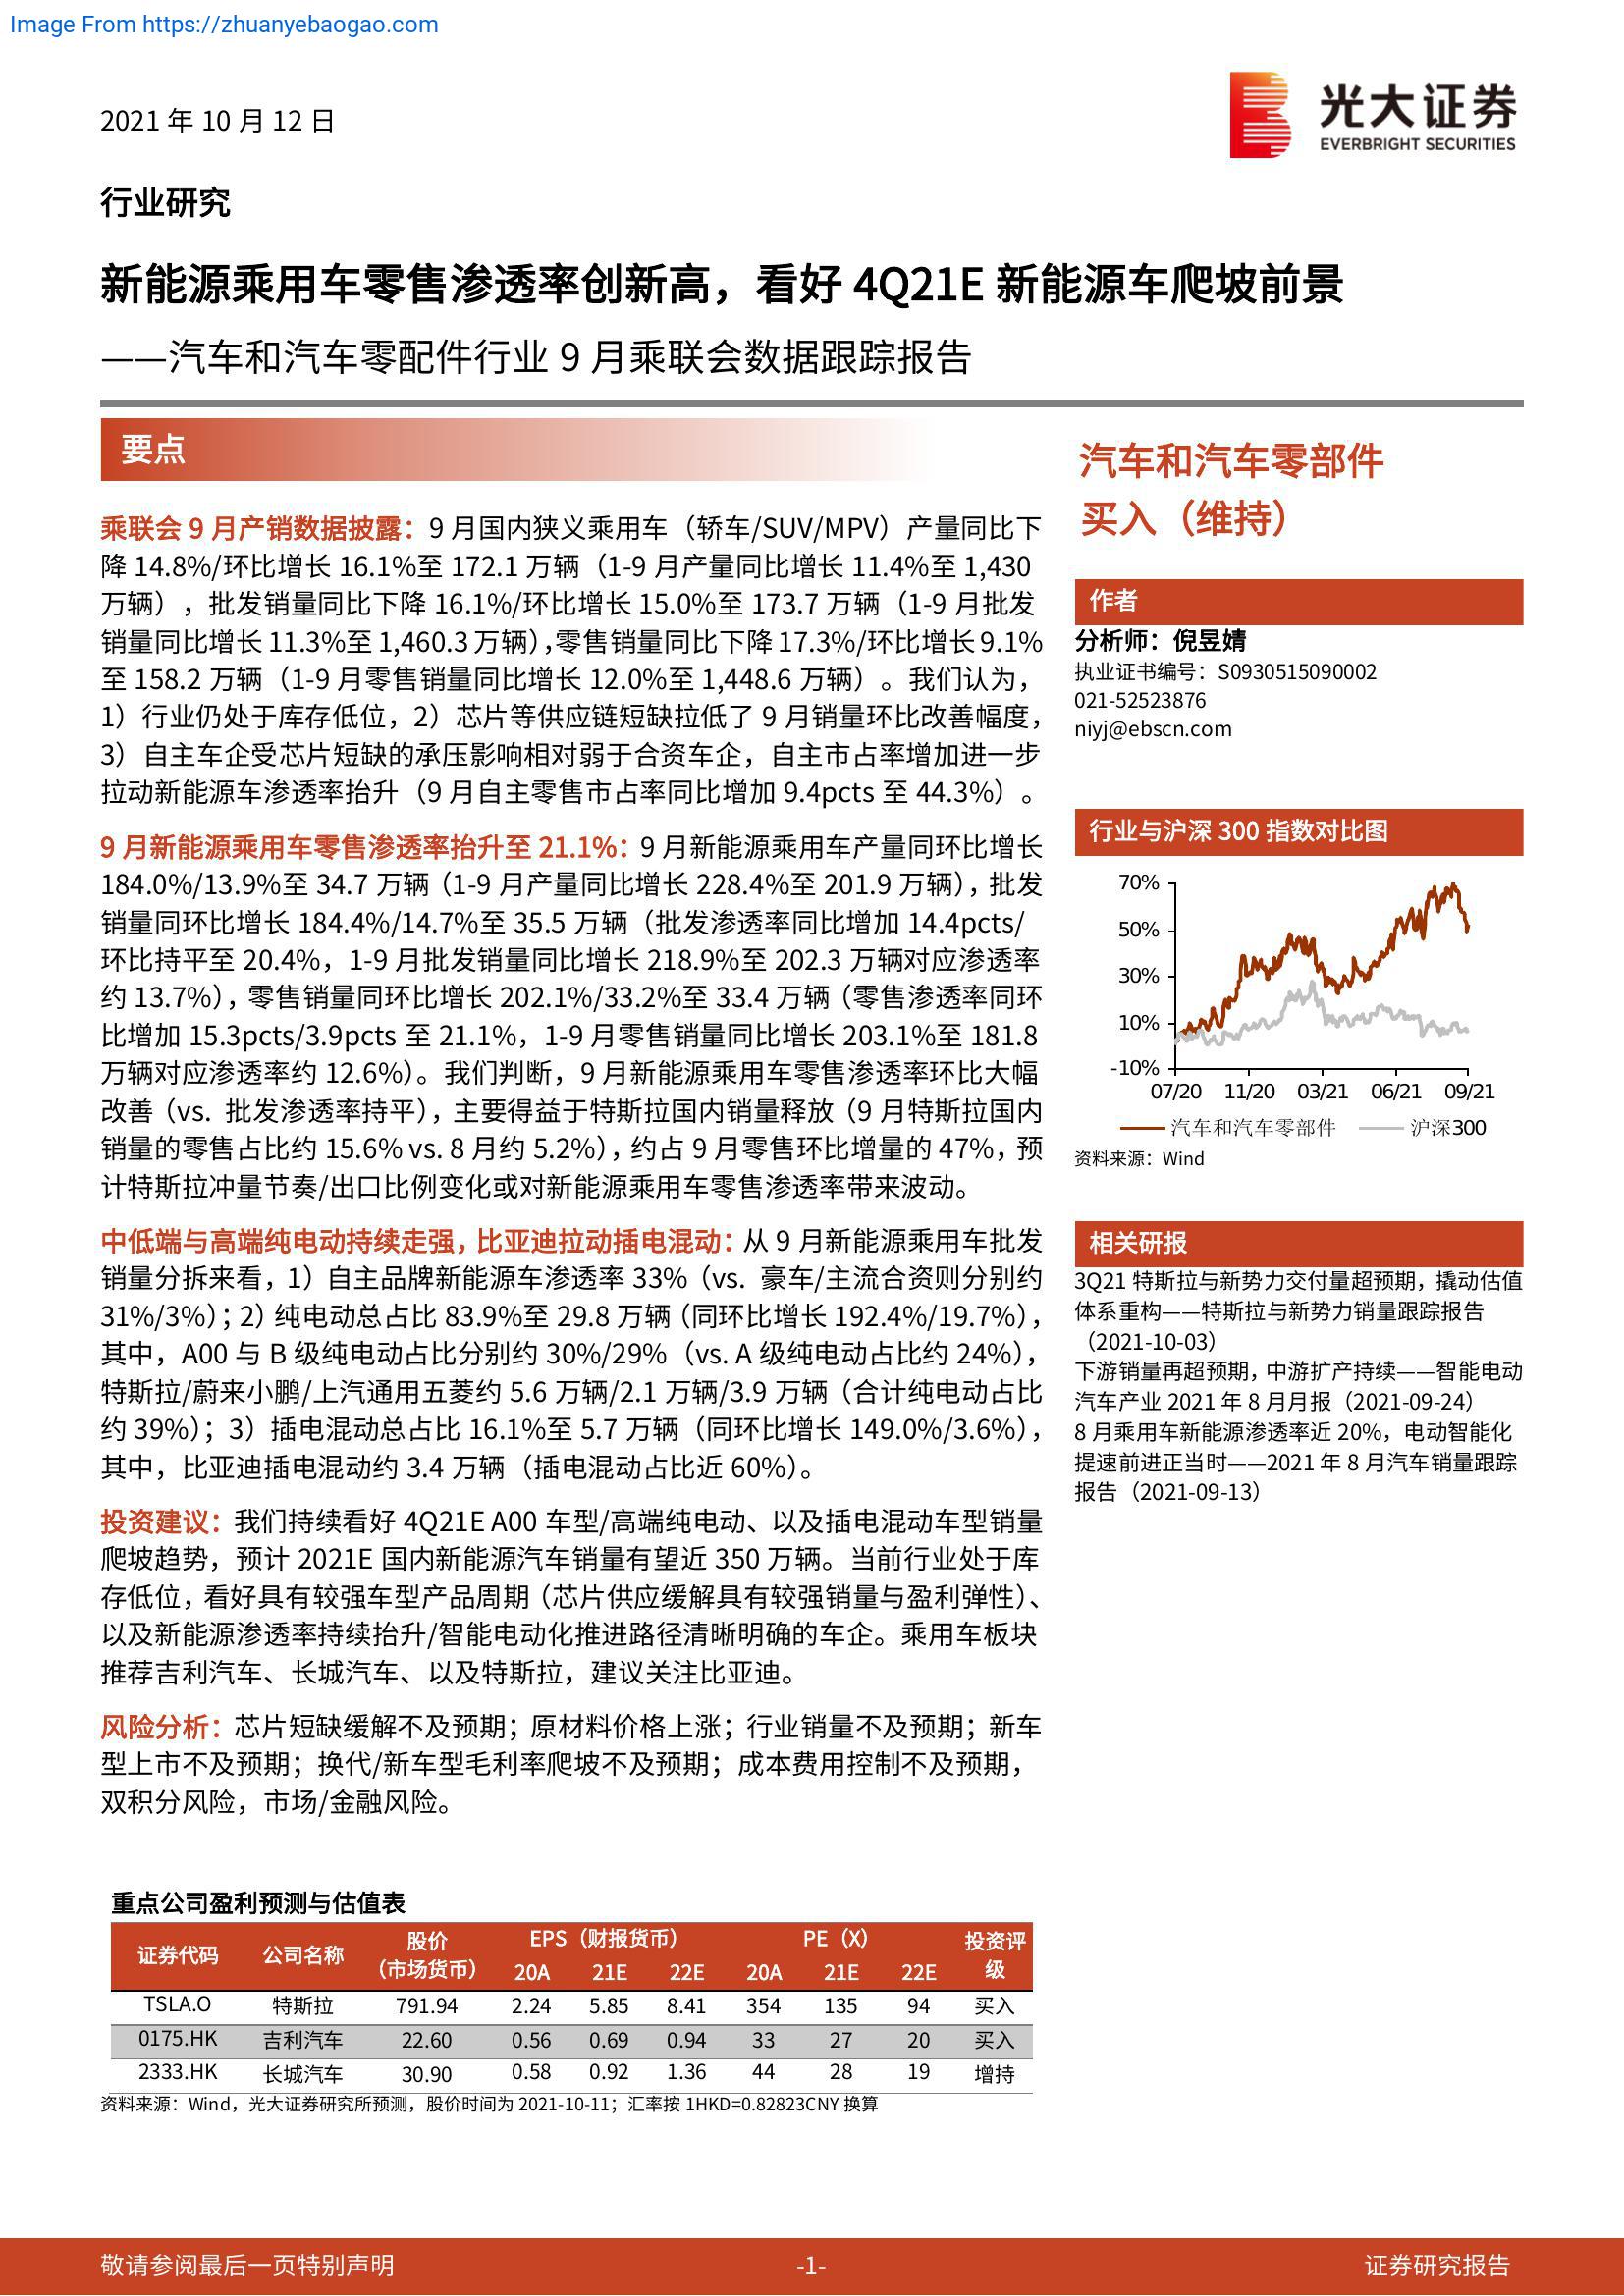 Image From https://zhuanyebaogao.com
2021 年 10 月 12 日
光大证券
EVERBRIGHT SECURITIES
行业研究
新能源乘用车零售渗透率创新高，看好 4Q21E 新能源车爬坡前景
——汽车和汽车零配件行业 9 月乘联会数据跟踪报告
要点
乘联会 9 月产销数据披露：9 月国内狭义乘用车（轿车/SUV/MPV）产量同比下
降 14.8%/环比增长 16.1%至 172.1 万辆（1-9 月产量同比增长 11.4%至 1,430
万辆），批发销量同比下降 16.1%/环比增长 15.0%至 173.7 万辆（1-9 月批发
销量同比增长 11.3%至 1,460.3 万辆），零售销量同比下降 17.3%/环比增长 9.1%
至 158.2 万辆（1-9 月零售销量同比增长 12.0%至 1,448.6 万辆）。我们认为，
1）行业仍处于库存低位，2）芯片等供应链短缺拉低了 9 月销量环比改善幅度，
3）自主车企受芯片短缺的承压影响相对弱于合资车企，自主市占率增加进一步
拉动新能源车渗透率抬升（9 月自主零售市占率同比增加 9.4pcts 至 44.3%）。
9 月新能源乘用车零售渗透率抬升至 21.1%：9 月新能源乘用车产量同环比增长
184.0%/13.9%至 34.7 万辆（1-9 月产量同比增长 228.4%至 201.9 万辆），批发
销量同环比增长 184.4%/14.7%至 35.5 万辆（批发渗透率同比增加 14.4pcts/
环比持平至 20.4%，1-9 月批发销量同比增长 218.9%至 202.3 万辆对应渗透率
约 13.7%），零售销量同环比增长 202.1%/33.2%至 33.4 万辆（零售渗透率同环
比增加 15.3pcts/3.9pcts 至 21.1%，1-9 月零售销量同比增长 203.1%至 181.8
万辆对应渗透率约 12.6%）。我们判断，9 月新能源乘用车零售渗透率环比大幅
改善（vs. 批发渗透率持平），主要得益于特斯拉国内销量释放（9 月特斯拉国内
销量的零售占比约 15.6% vs. 8 月约 5.2%），约占 9 月零售环比增量的 47%，预
计特斯拉冲量节奏/出口比例变化或对新能源乘用车零售渗透率带来波动。
中低端与高端纯电动持续走强，比亚迪拉动插电混动：从 9 月新能源乘用车批发
销量分拆来看，1）自主品牌新能源车渗透率 33%（vs. 豪车/主流合资则分别约
31%/3%）；2）纯电动总占比 83.9%至 29.8 万辆（同环比增长 192.4%/19.7%），
其中，A00 与 B 级纯电动占比分别约 30%/29%（vs. A 级纯电动占比约 24%），
特斯拉/蔚来小鹏/上汽通用五菱约 5.6 万辆/2.1 万辆/3.9 万辆（合计纯电动占比
约 39%）；3）插电混动总占比 16.1%至 5.7 万辆（同环比增长 149.0%/3.6%），
其中，比亚迪插电混动约 3.4 万辆（插电混动占比近 60%）。
投资建议：我们持续看好 4Q21E A00 车型/高端纯电动、以及插电混动车型销量
爬坡趋势，预计 2021E 国内新能源汽车销量有望近 350 万辆。当前行业处于库
存低位，看好具有较强车型产品周期（芯片供应缓解具有较强销量与盈利弹性）、
以及新能源渗透率持续抬升/智能电动化推进路径清晰明确的车企。乘用车板块
推荐吉利汽车、长城汽车、以及特斯拉，建议关注比亚迪。
风险分析：芯片短缺缓解不及预期；原材料价格上涨；行业销量不及预期；新车
型上市不及预期；换代/新车型毛利率爬坡不及预期；成本费用控制不及预期，
双积分风险，市场/金融风险。
重点公司盈利预测与估值表
证券代码 公司名称 股价（市场货币） EPS（财报货币） PE（X） 投资评级
20A 21E 22E 20A 21E 22E
TSLA.O 特斯拉 791.94 2.24 5.85 8.41 354 135 94 买入
0175.HK 吉利汽车 22.60 0.56 0.69 0.94 33 27 20 买入
2333.HK 长城汽车 30.90 0.58 0.92 1.36 44 28 19 增持
资料来源：Wind，光大证券研究所预测，股价时间为 2021-10-11；汇率按 1HKD=0.82823CNY 换算
汽车和汽车零部件
买入（维持）
作者
分析师：倪昱婧
执业证书编号：S0930515090002
021-52523876
niyj@ebscn.com
行业与沪深 300 指数对比图
70%
50%
30%
10%
-10%
07/20 11/20 03/21 06/21 09/21
汽车和汽车零部件 沪深300
资料来源：Wind
相关研报
3Q21 特斯拉与新势力交付量超预期，撬动估值
体系重构——特斯拉与新势力销量跟踪报告
（2021-10-03）
下游销量再超预期，中游扩产持续——智能电动
汽车产业 2021 年 8 月月报（2021-09-24）
8 月乘用车新能源渗透率近 20%，电动智能化
提速前进正当时——2021 年 8 月汽车销量跟踪
报告（2021-09-13）
敬请参阅最后一页特别声明
-1-
证券研究报告